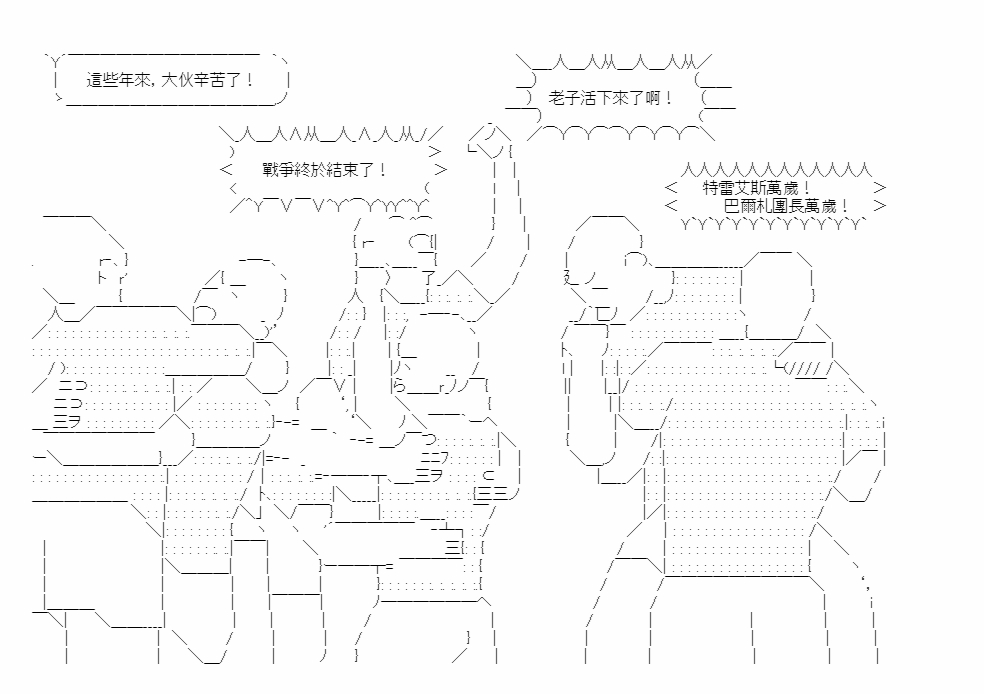 這些年來，大伙辛苦了！
老子活下來了啊！
戰爭終於結束了！
特雷艾斯萬歲！
巴爾札團長萬歲！